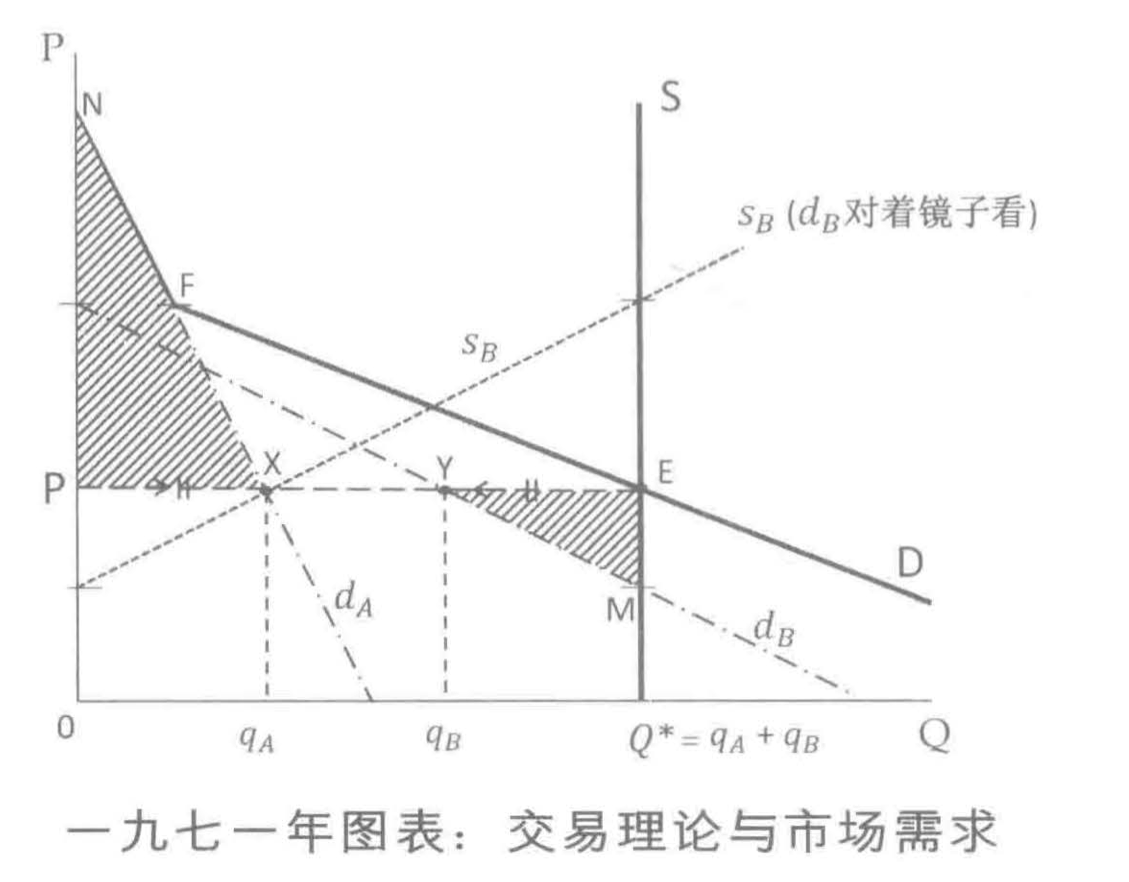 P
N
S
s_B (d_B对着镜子看)
F
s_B
P
X
Y
E
D
d_A
M
d_B
0
q_A
q_B
Q* = q_A + q_B
Q
一九七一年图表：交易理论与市场需求